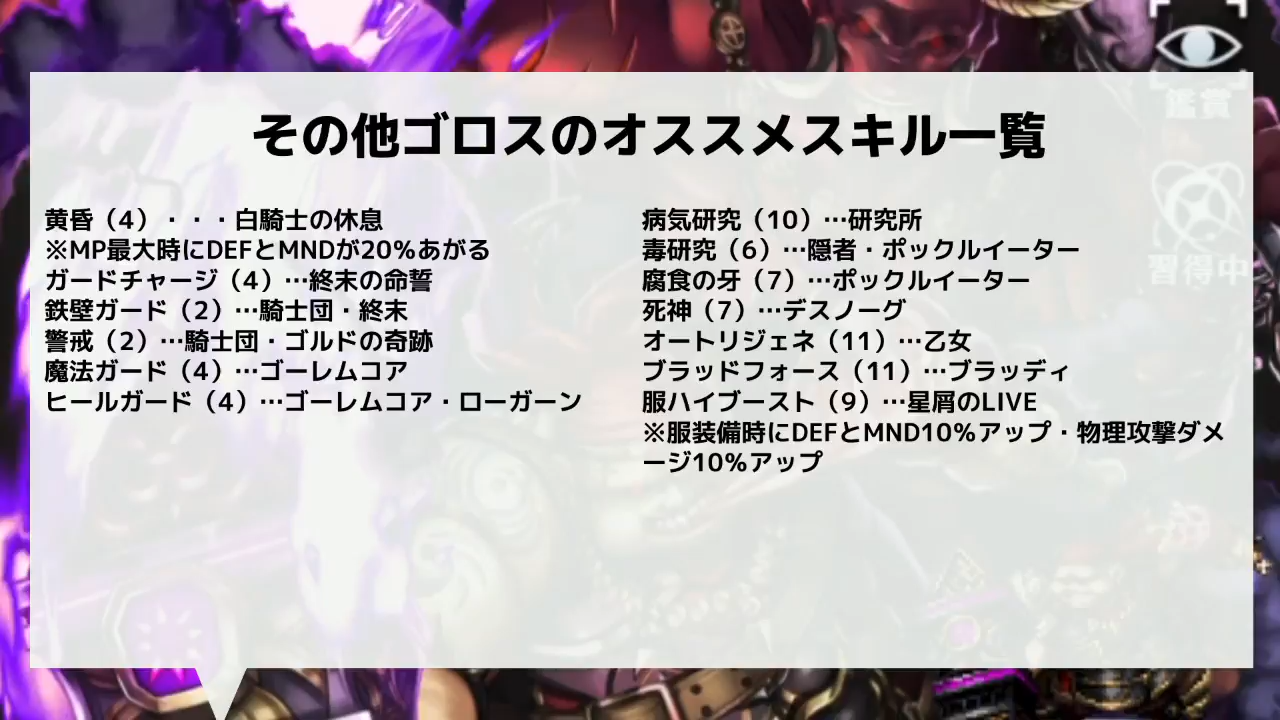 その他ゴロスのオススメスキル一覧
黄昏（4）・・・白騎士の休息
※MP最大時にDEFとMNDが20%あがる
ガードチャージ（4）…終末の命誓
鉄壁ガード（2）…騎士団・終末
警戒（2）…騎士団・ゴルドの奇跡
魔法ガード（4）…ゴーレムコア
ヒールガード（4）…ゴーレムコア・ローガーン
病気研究（10）…研究所
毒研究（6）…隠者・ポックルイーター
腐食の牙（7）…ポックルイーター
死神（7）…デスノーグ
オートリジェネ（11）…乙女
ブラッドフォース（11）…ブラッディ
服ハイブースト（9）…星屑のLIVE
※服装備時にDEFとMND10%アップ・物理攻撃ダメ
ージ10%アップ
鑑賞
習得中